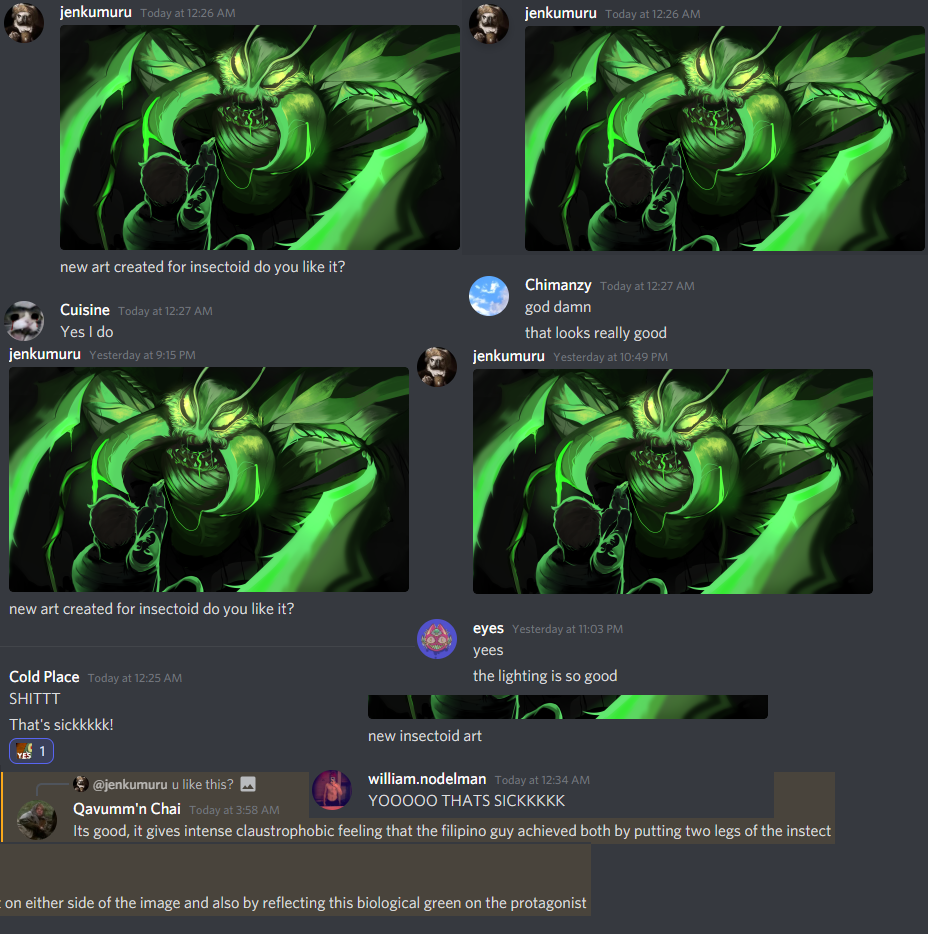 jenkumuru Today at 12:26 AM
new art created for insectoid do you like it?
Cuisine Today at 12:27 AM
Yes I do
jenkumuru Today at 12:26 AM
Chimanzy Today at 12:27 AM
god damn
that looks really good
jenkumuru Yesterday at 9:15 PM
new art created for insectoid do you like it?
Cold Place Today at 12:25 AM
SHITTT
That's sickkkkk!
YES 1
jenkumuru Yesterday at 10:49 PM
eyes Yesterday at 11:03 PM
yees
the lighting is so good
new insectoid art
william.nodelman Today at 12:34 AM
YOOOOO THATS SICKKKKK
@jenkumuru u like this?
Qavumm'n Chai Today at 3:58 AM
Its good, it gives intense claustrophobic feeling that the filipino guy achieved both by putting two legs of the instect
on either side of the image and also by reflecting this biological green on the protagonist